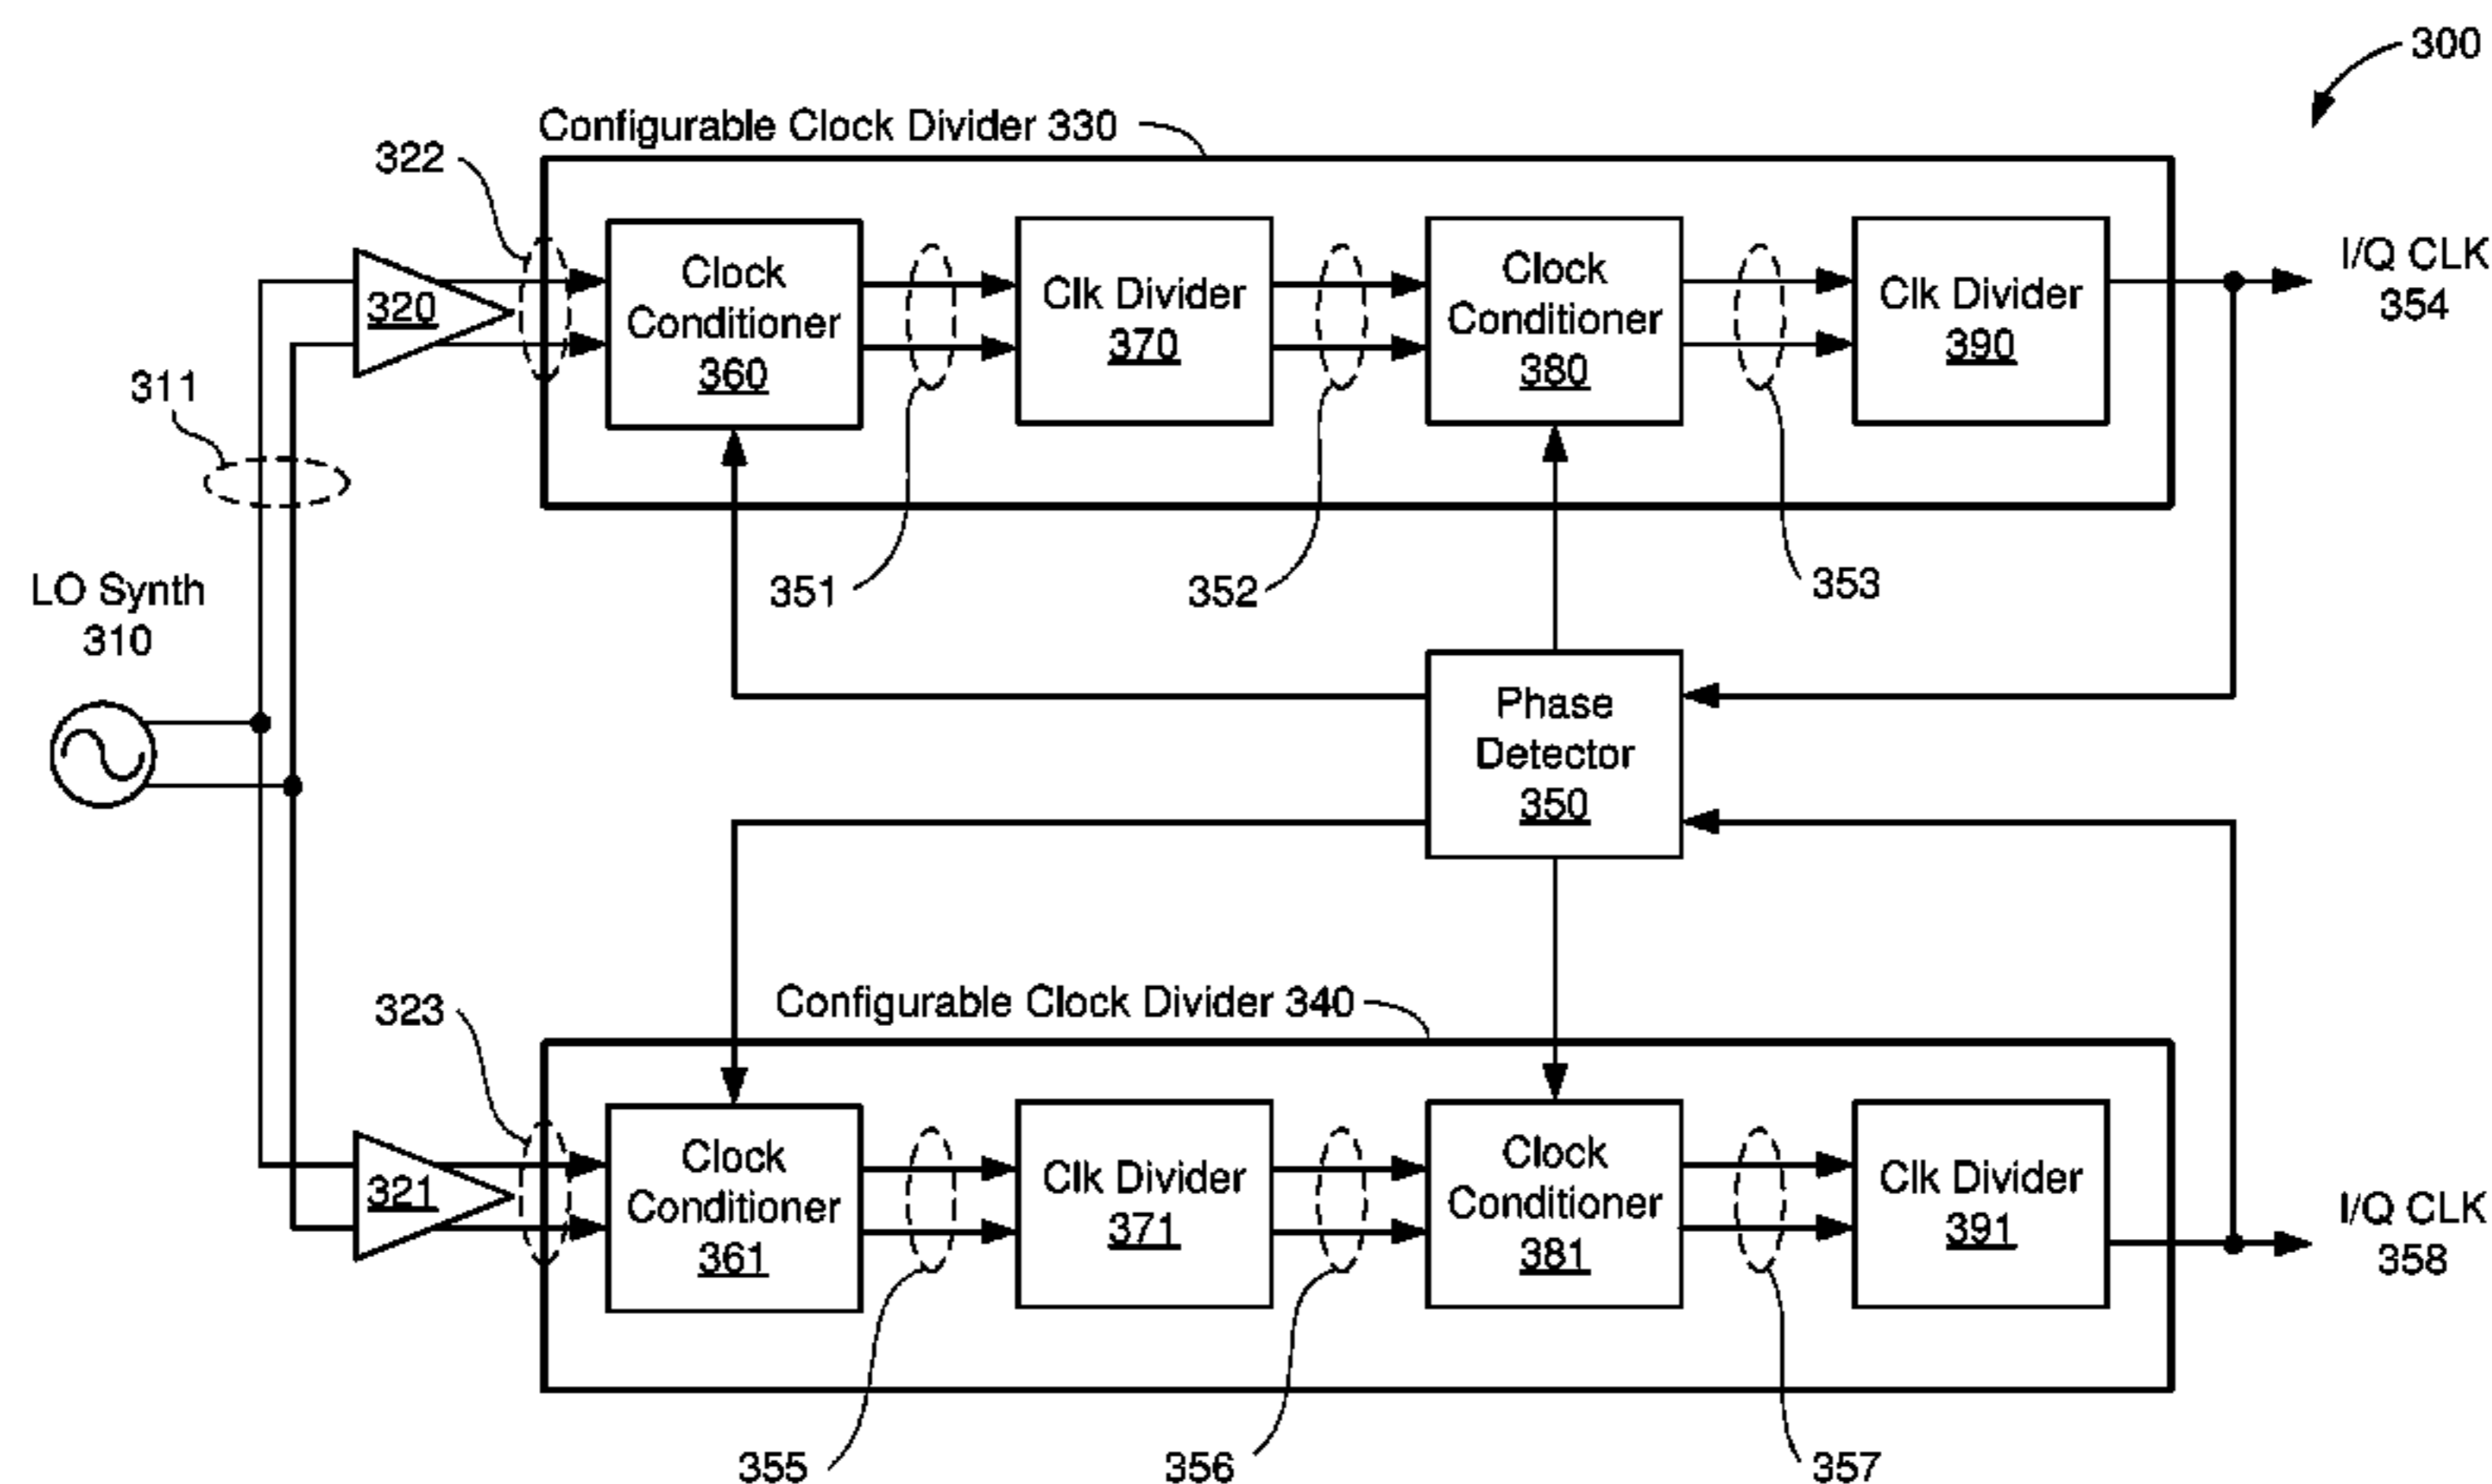 300
Configurable Clock Divider 330
322
Clock
Conditioner
360
Clk Divider
370
Clock
Conditioner
380
Clk Divider
390
I/Q CLK
354
320
311
351
352
353
LO Synth
310
Phase
Detector
350
Configurable Clock Divider 340
323
321
Clock
Conditioner
361
Clk Divider
371
Clock
Conditioner
381
Clk Divider
391
I/Q CLK
358
355
356
357